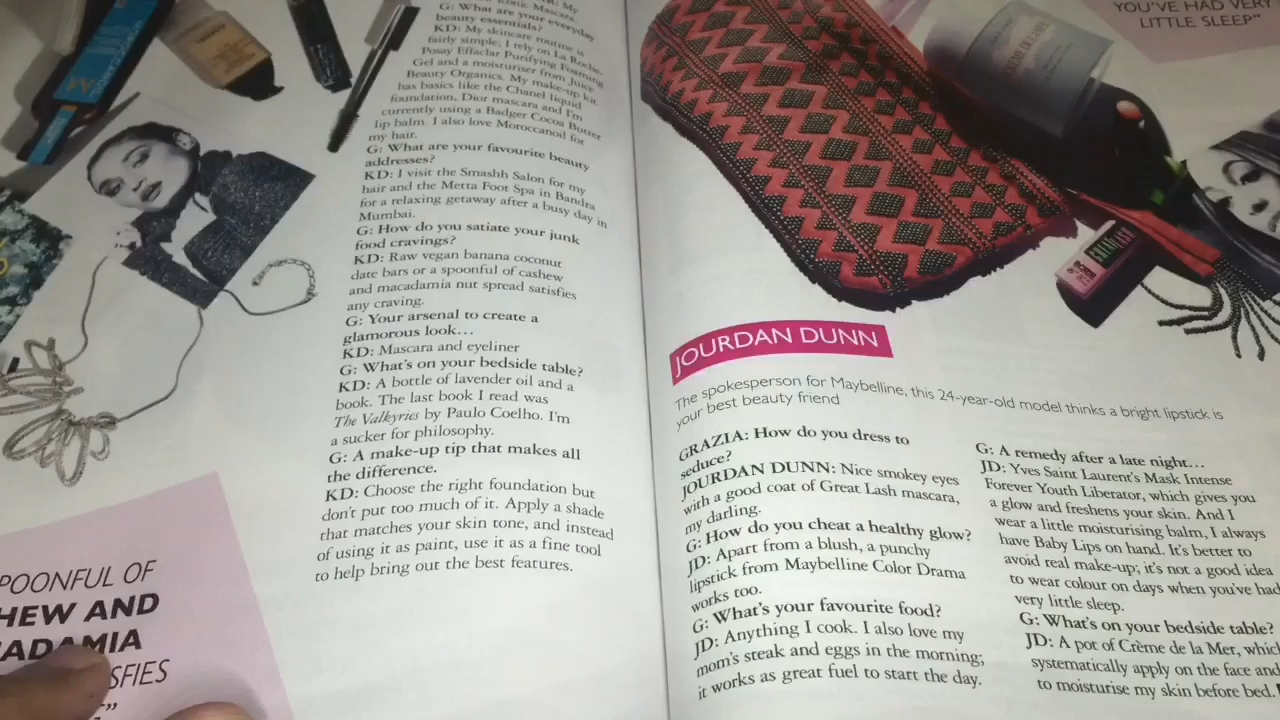 Iconic Mascara.
G: What are your everyday
beauty essentials?
KD: My skincare routine is
fairly simple; I rely on La Roche-
Posay Effaclar Purifying Foaming
Gel and a moisturiser from Juice
Beauty Organics. My make-up kit
has basics like the Chanel liquid
foundation, Dior mascara and I'm
currently using a Badger Cocoa Butter
lip balm. I also love Moroccanoil for
my hair.
G: What are your favourite beauty
addresses?
KD: I visit the Smashh Salon for my
hair and the Metta Foot Spa in Bandra
for a relaxing getaway after a busy day in
Mumbai.
G: How do you satiate your junk
food cravings?
KD: Raw vegan banana coconut
date bars or a spoonful of cashew
and macadamia nut spread satisfies
any craving.
G: Your arsenal to create a
glamorous look...
KD: Mascara and eyeliner
G: What's on your bedside table?
KD: A bottle of lavender oil and a
book. The last book I read was
The Valkyries by Paulo Coelho. I'm
a sucker for philosophy.
G: A make-up tip that makes all
the difference.
KD: Choose the right foundation but
don't put too much of it. Apply a shade
that matches your skin tone, and instead
of using it as paint, use it as a fine tool
to help bring out the best features.
POONFUL OF
HEW AND
ADAMIA
SFIES
YOU'VE HAD VERY
LITTLE SLEEP"
JOURDAN DUNN
The spokesperson for Maybelline, this 24-year-old model thinks a bright lipstick is
your best beauty friend
GRAZIA: How do you dress to
seduce?
JOURDAN DUNN: Nice smokey eyes
with a good coat of Great Lash mascara,
my darling.
G: How do you cheat a healthy glow?
JD: Apart from a blush, a punchy
lipstick from Maybelline Color Drama
works too.
G: What's your favourite food?
JD: Anything I cook. I also love my
mom's steak and eggs in the morning;
it works as great fuel to start the day.
G: A remedy after a late night...
JD: Yves Saint Laurent's Mask Intense
Forever Youth Liberator, which gives you
a glow and freshens your skin. And I
wear a little moisturising balm, I always
have Baby Lips on hand. It's better to
avoid real make-up; it's not a good idea
to wear colour on days when you've had
very little sleep.
G: What's on your bedside table?
JD: A pot of Crème de la Mer, which
systematically apply on the face and
to moisturise my skin before bed.